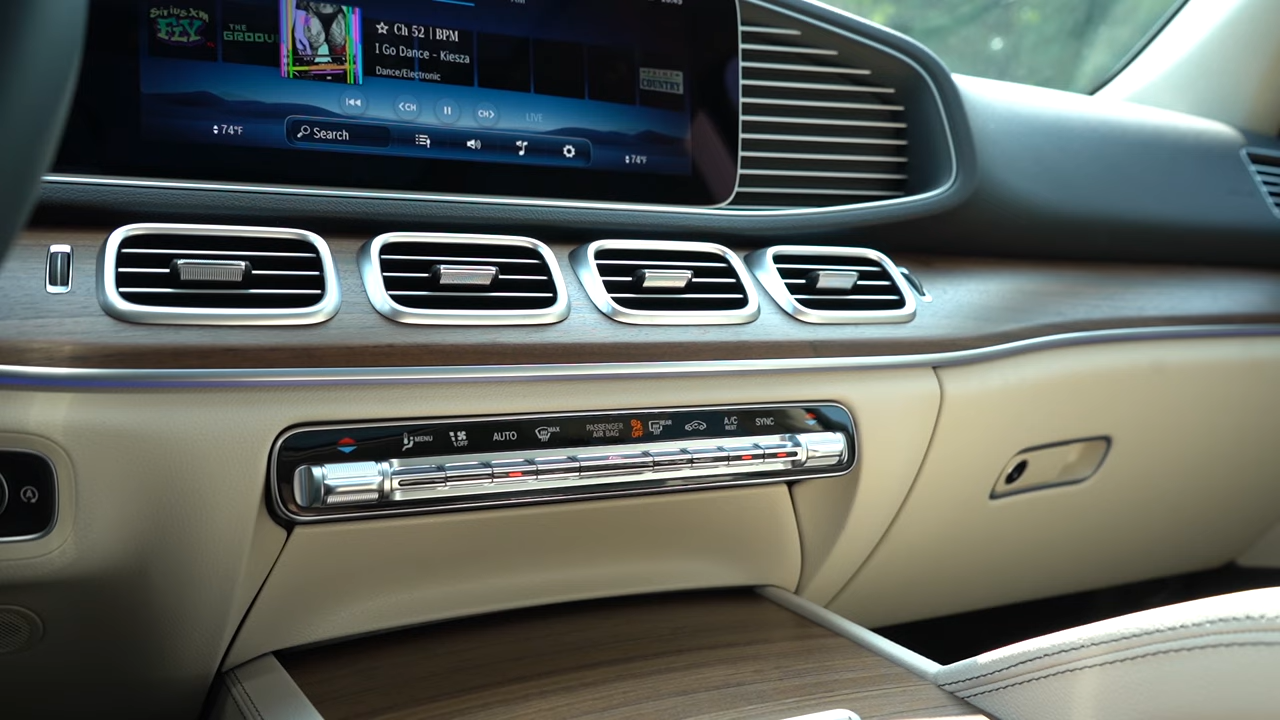 SiriusXM
FLY
THE
GROOVE
☆ Ch 52 | BPM
I Go Dance - Kiesza
Dance/Electronic
PRIME
COUNTRY
<CH
CH>
LIVE
74°F
Search
74°F
MENU
OFF
AUTO
MAX
PASSENGER
AIR BAG
OFF
REAR
A/C
REST
SYNC